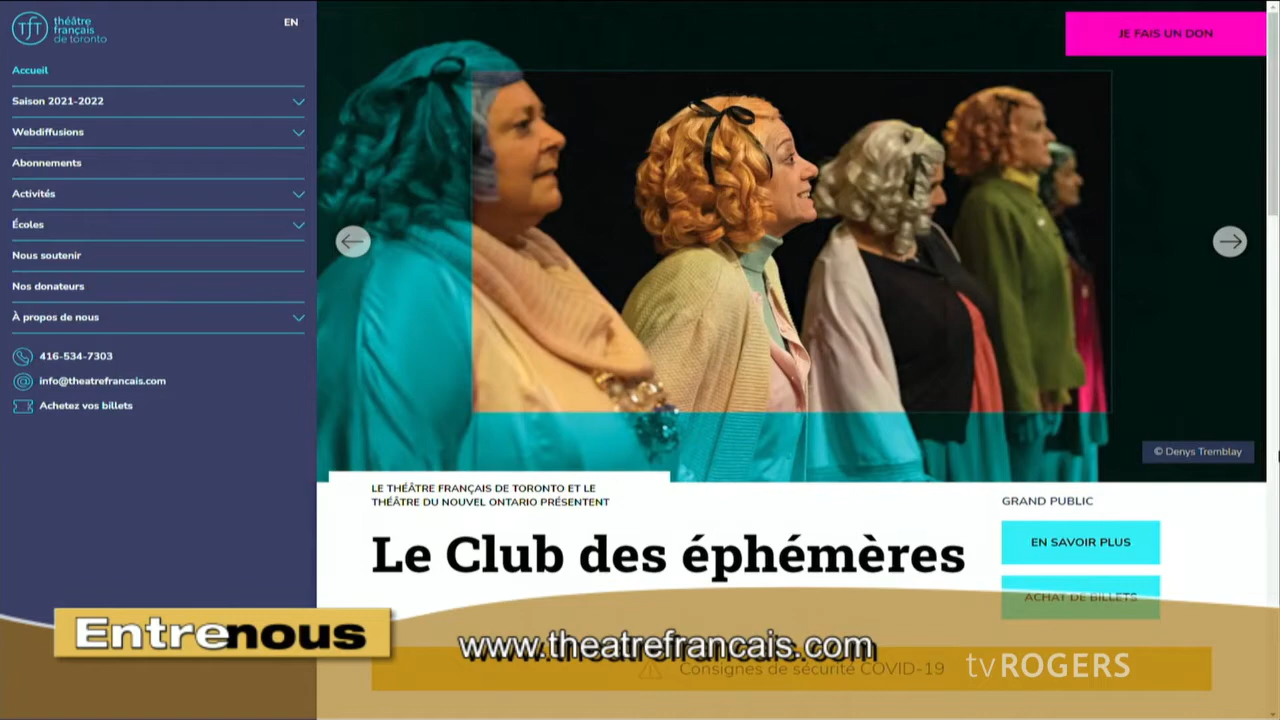 TfT
théâtre
français
de toronto
EN
Accueil
Saison 2021-2022
Webdiffusions
Abonnements
Activités
Écoles
Nous soutenir
Nos donateurs
À propos de nous
416-534-7303
info@theatrefrancais.com
Achetez vos billets
JE FAIS UN DON
© Denys Tremblay
LE THÉÂTRE FRANÇAIS DE TORONTO ET LE
THÉÂTRE DU NOUVEL ONTARIO PRÉSENTENT
Le Club des éphémères
GRAND PUBLIC
EN SAVOIR PLUS
ACHAT DE BILLETS
Entrenous
www.theatrefrancais.com
Consignes de sécurité COVID-19
tvROGERS